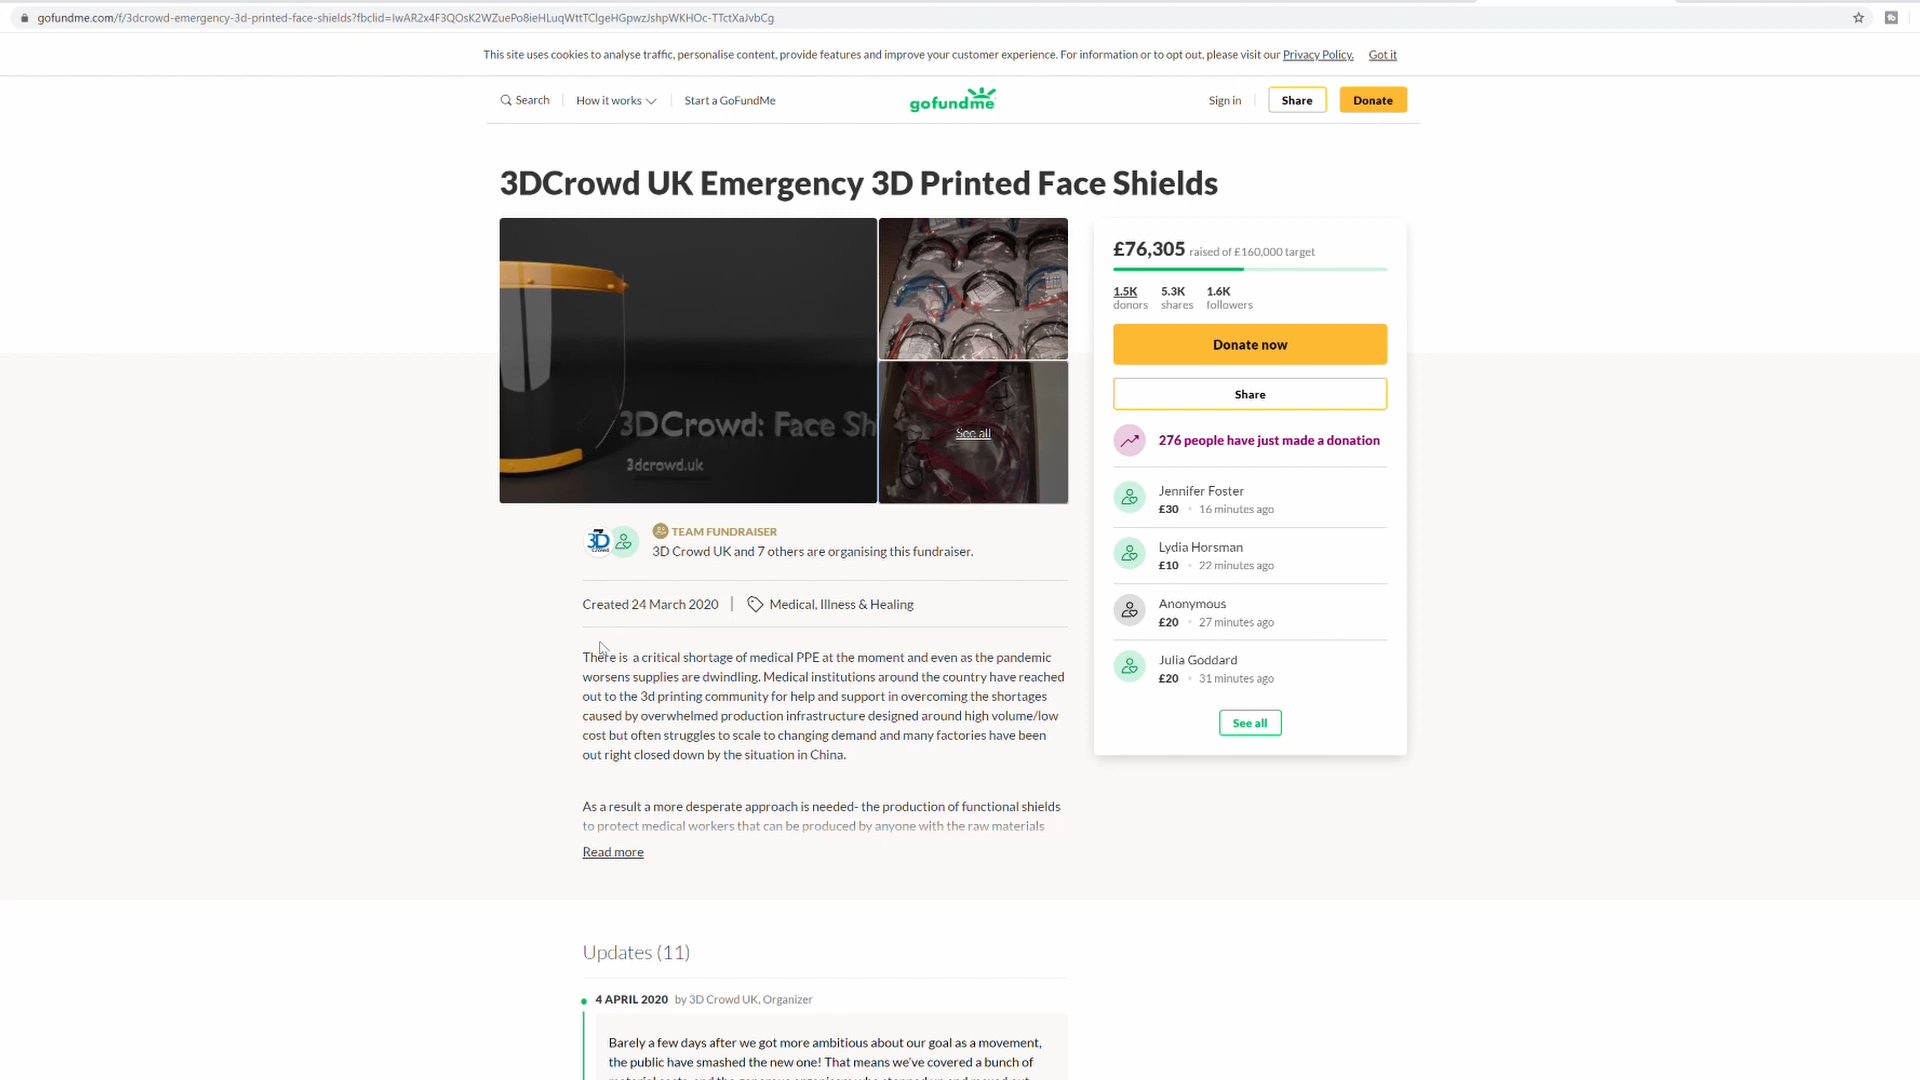 gofundme.com/f/3dcrowd-emergency-3d-printed-face-shields?fbclid=IwAR2x4F3QOsK2WZuePo8ieHLuqWttTClgeHGpwzJshpWKHOc-TTctXaJvbCg
This site uses cookies to analyse traffic, personalise content, provide features and improve your customer experience. For information or to opt out, please visit our Privacy Policy. Got it
Search How it works Start a GoFundMe gofundme Sign in Share Donate
3DCrowd UK Emergency 3D Printed Face Shields
3DCrowd: Face Sh
3dcrowd.uk
See all
£76,305 raised of £160,000 target
1.5K 5.3K 1.6K
donors shares followers
Donate now
Share
276 people have just made a donation
Jennifer Foster
£30 • 16 minutes ago
Lydia Horsman
£10 • 22 minutes ago
Anonymous
£20 • 27 minutes ago
Julia Goddard
£20 • 31 minutes ago
See all
3D
Crowd
TEAM FUNDRAISER
3D Crowd UK and 7 others are organising this fundraiser.
Created 24 March 2020 | Medical, Illness & Healing
There is a critical shortage of medical PPE at the moment and even as the pandemic
worsens supplies are dwindling. Medical institutions around the country have reached
out to the 3d printing community for help and support in overcoming the shortages
caused by overwhelmed production infrastructure designed around high volume/low
cost but often struggles to scale to changing demand and many factories have been
out right closed down by the situation in China.
As a result a more desperate approach is needed- the production of functional shields
to protect medical workers that can be produced by anyone with the raw materials
Read more
Updates (11)
4 APRIL 2020 by 3D Crowd UK, Organizer
Barely a few days after we got more ambitious about our goal as a movement,
the public have smashed the new one! That means we've covered a bunch of